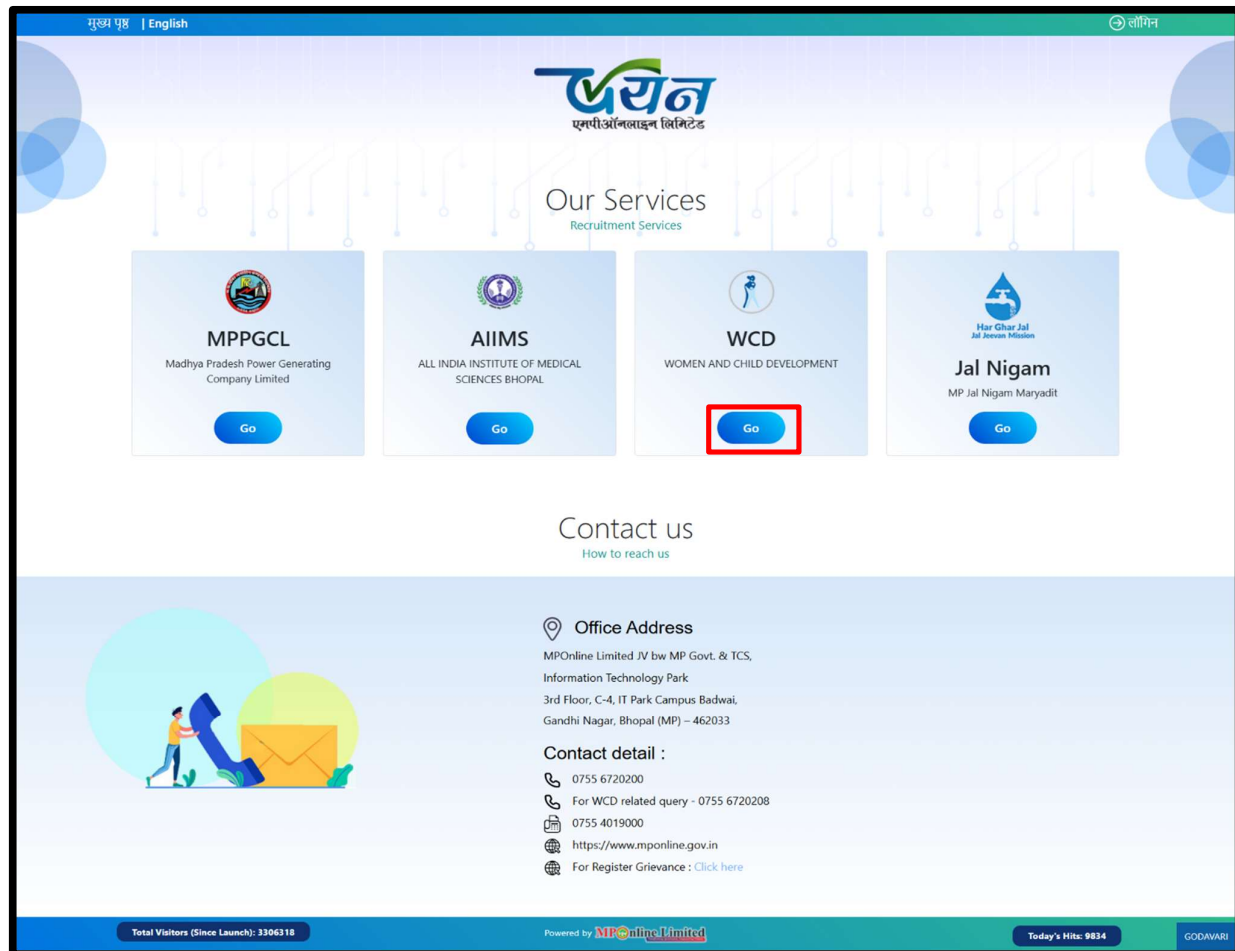 मुख्य पृष्ठ | English
लॉगिन
चयन
एमपीऑनलाइन लिमिटेड
Our Services
Recruitment Services
MPPGCL
Madhya Pradesh Power Generating
Company Limited
Go
AIIMS
ALL INDIA INSTITUTE OF MEDICAL
SCIENCES BHOPAL
Go
WCD
WOMEN AND CHILD DEVELOPMENT
Go
Har Ghar Jal
Jal Jeevan Mission
Jal Nigam
MP Jal Nigam Maryadit
Go
Contact us
How to reach us
Office Address
MPOnline Limited JV bw MP Govt. & TCS,
Information Technology Park
3rd Floor, C-4, IT Park Campus Badwai,
Gandhi Nagar, Bhopal (MP) – 462033
Contact detail :
0755 6720200
For WCD related query - 0755 6720208
0755 4019000
https://www.mponline.gov.in
For Register Grievance : Click here
Total Visitors (Since Launch): 3306318
Powered by MPOnline Limited
Today's Hits: 9834
GODAVARI